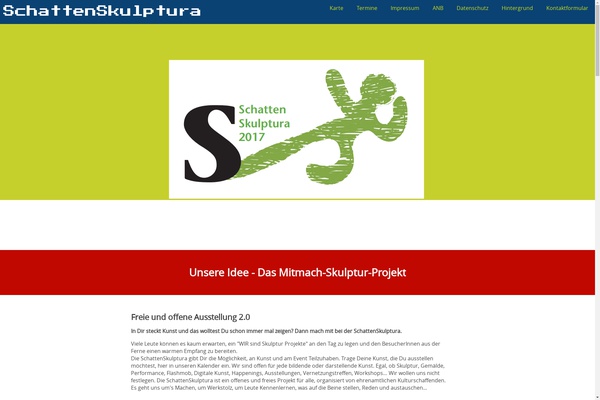 SchattenSkulptura
Karte Termine Impressum ANB Datenschutz Hintergrund Kontaktformular
S
Schatten
Skulptura
2017
Unsere Idee - Das Mitmach-Skulptur-Projekt
Freie und offene Ausstellung 2.0
In Dir steckt Kunst und das wolltest Du schon immer mal zeigen? Dann mach mit bei der SchattenSkulptura.
Viele Leute können es kaum erwarten, ein "WIR sind Skulptur Projekte" an den Tag zu legen und den BesucherInnen aus der
Ferne einen warmen Empfang zu bereiten.
Die SchattenSkulptura gibt Dir die Möglichkeit, an Kunst und am Event Teilzuhaben. Trage Deine Kunst, die Du ausstellen
möchtest, hier in unseren Kalender ein. Wir sind offen für jede bildende oder darstellende Kunst. Egal, ob Skulptur, Gemälde,
Performance, Flashmob, Digitale Kunst, Happenings, Ausstellungen, Vernetzungstreffen, Workshops... Wir wollen uns nicht
festlegen. Die SchattenSkulptura ist ein offenes und freies Projekt für alle, organisiert von ehrenamtlichen Kulturschaffenden.
Es geht uns um's Machen, um Werkstolz, um Leute Kennenlernen, was auf die Beine stellen, Reden und austauschen...